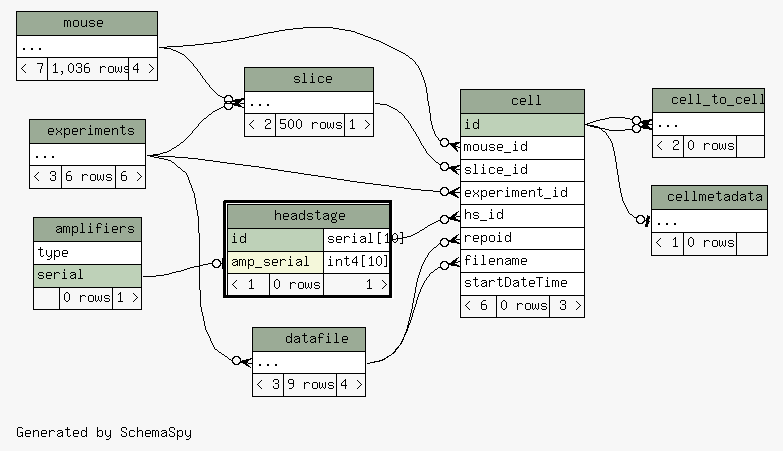 mouse
...
< 7 1,036 rows 4 >
experiments
...
< 3 6 rows 6 >
amplifiers
type
serial
0 rows 1 >
slice
...
< 2 500 rows 1 >
headstage
id serial[10]
amp_serial int4[10]
< 1 0 rows 1 >
datafile
...
< 3 9 rows 4 >
cell
id
mouse_id
slice_id
experiment_id
hs_id
repoid
filename
startDateTime
< 6 0 rows 3 >
cell_to_cell
...
< 2 0 rows
cellmetadata
...
< 1 0 rows
Generated by SchemaSpy